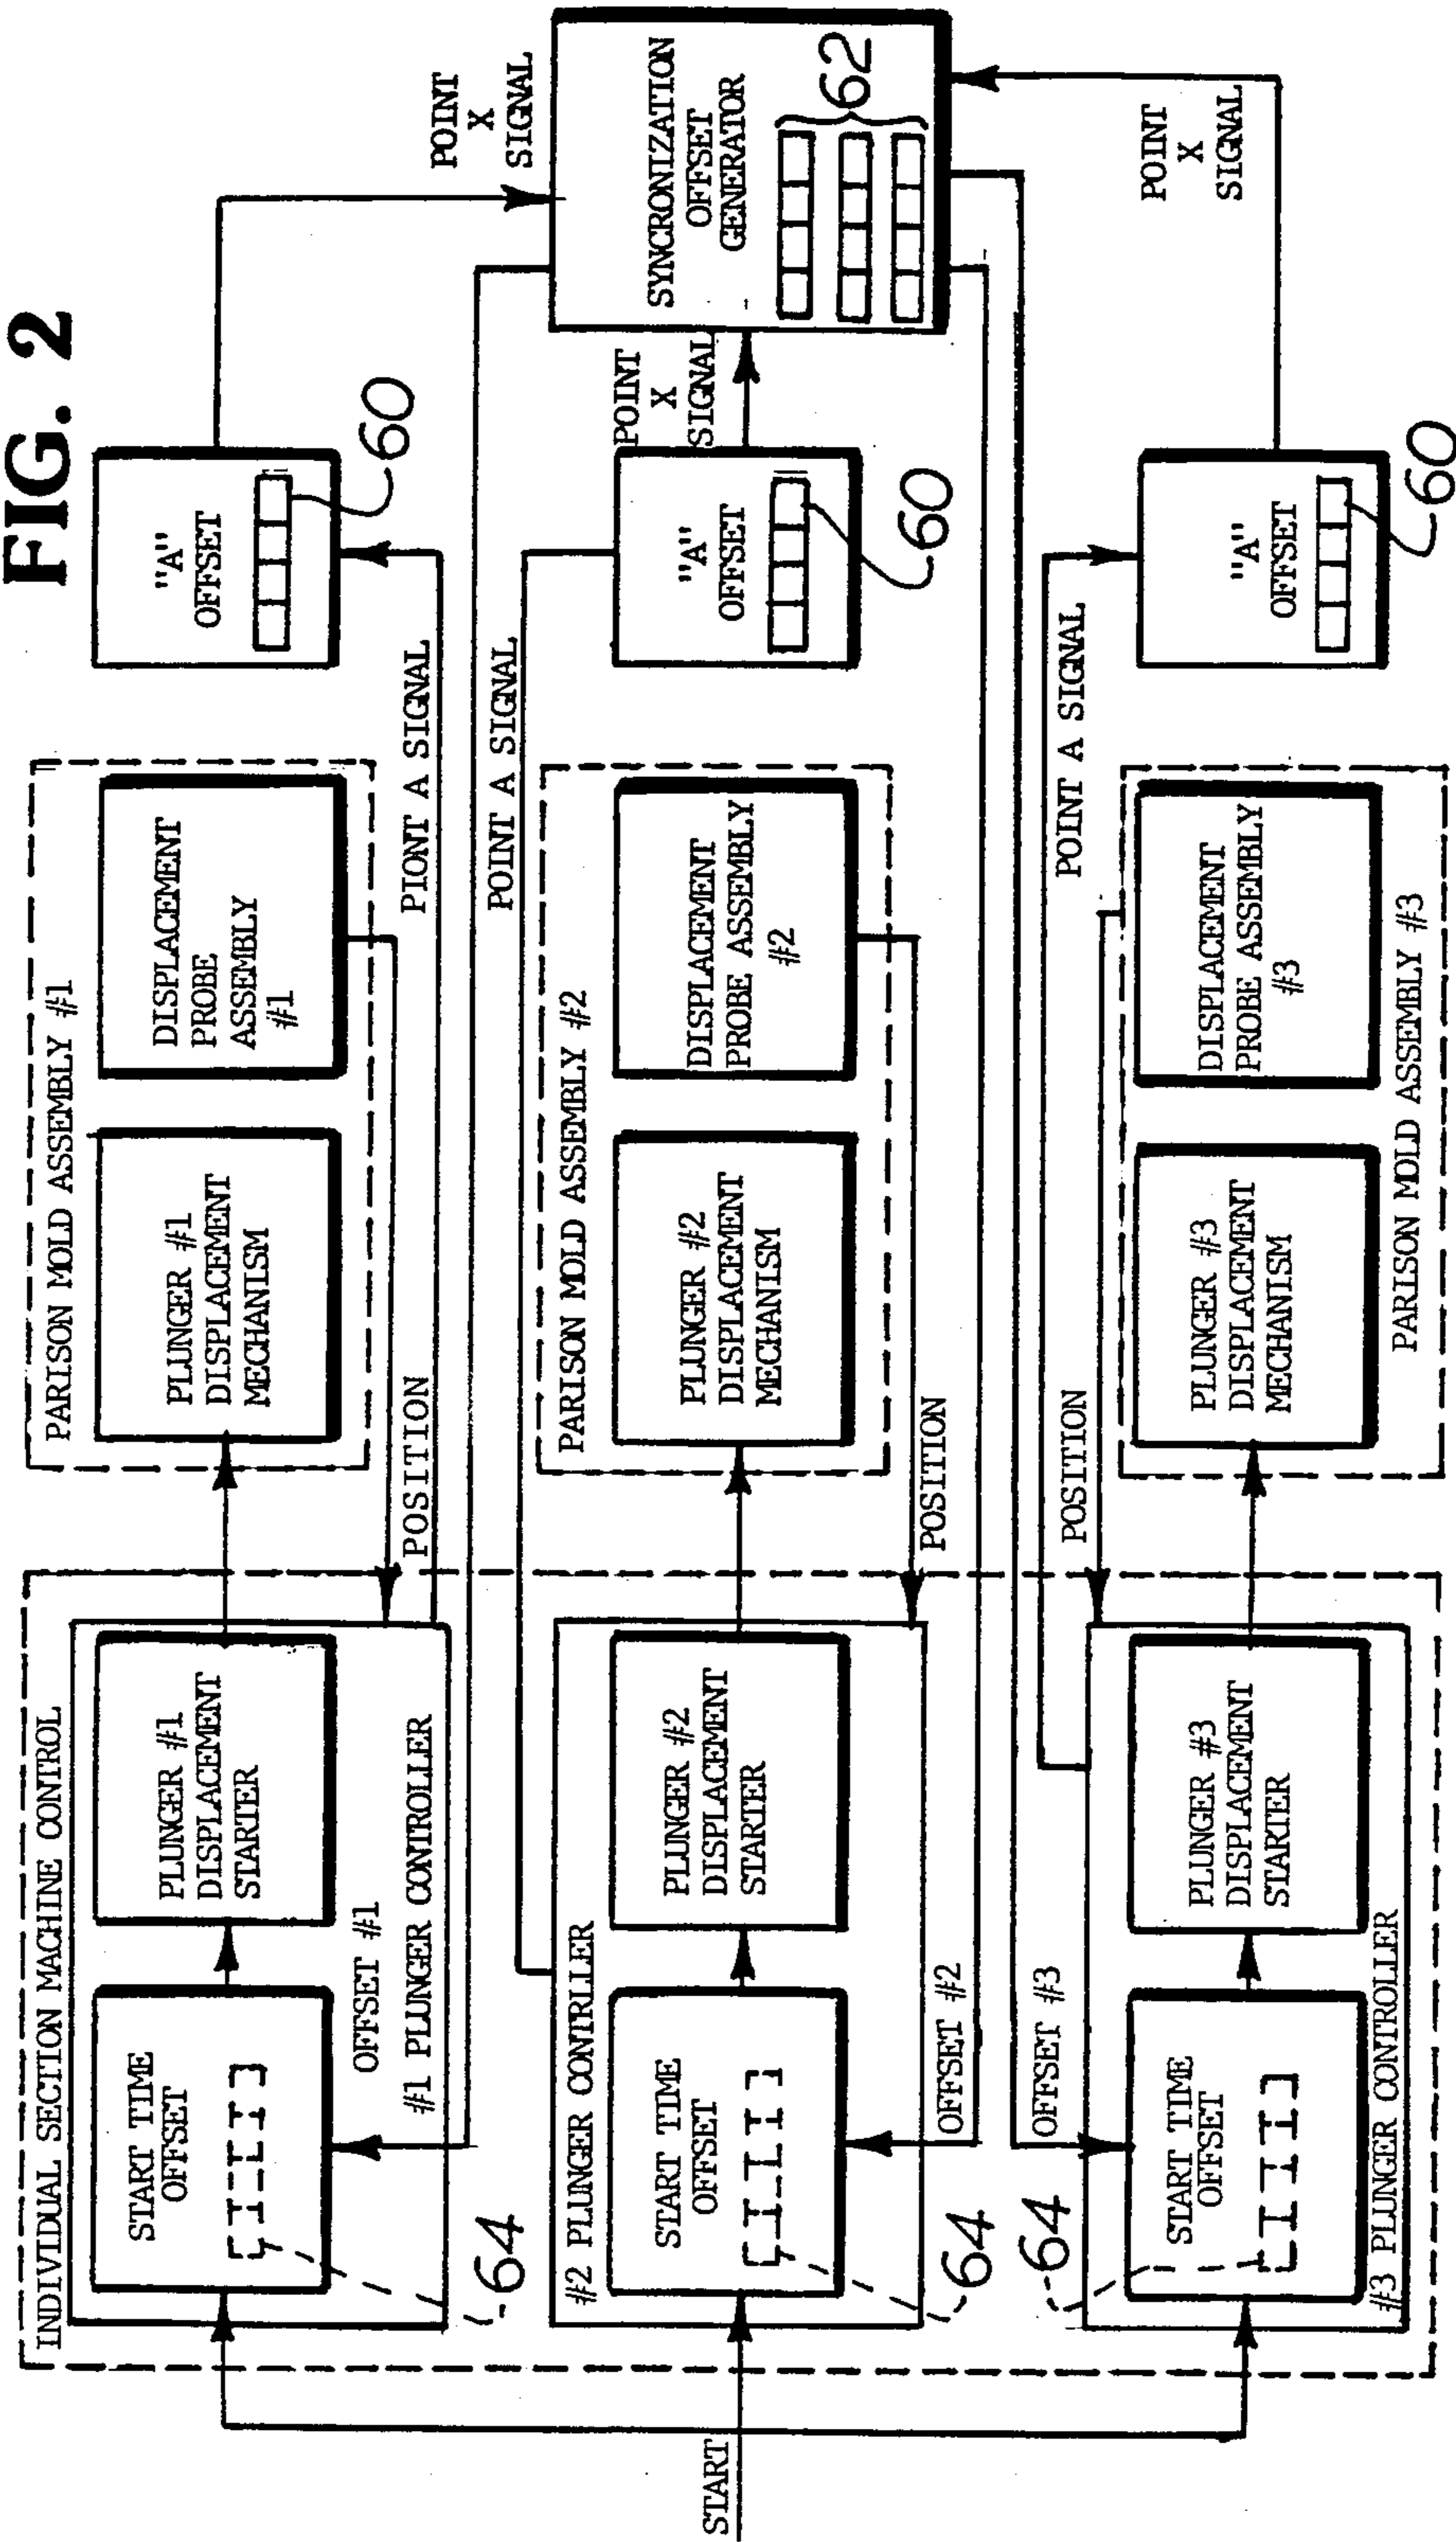 FIG. 2
INDIVIDUAL SECTION MACHINE CONTROL
START TIME
OFFSET
64
PLUNGER #1
DISPLACEMENT
STARTER
OFFSET #1
#1 PLUNGER CONTROLLER
PARISON MOLD ASSEMBLY #1
PLUNGER #1
DISPLACEMENT
MECHANISM
DISPLACEMENT
PROBE
ASSEMBLY
#1
POSITION
PIONT A SIGNAL
"A"
OFFSET
60
POINT
X
SIGNAL
START
#2 PLUNGER CONTRLLER
START TIME
OFFSET
64
PLUNGER #2
DISPLACEMENT
STARTER
OFFSET #2
PARISON MOLD ASSEMBLY #2
PLUNGER #2
DISPLACEMENT
MECHANISM
DISPLACEMENT
PROBE ASSEMBLY
#2
POSITION
POINT A SIGNAL
"A"
OFFSET
60
POINT
X
SIGNAL
SYNCRONIZATION
OFFSET
GENERATOR
62
OFFSET #3
64
START TIME
OFFSET
PLUNGER #3
DISPLACEMENT
STARTER
#3 PLUNGER CONTROLLER
POSITION
PLUNGER #3
DISPLACEMENT
MECHANISM
DISPLACEMENT
PROBE ASSEMBLY
#3
PARISON MOLD ASSEMBLY #3
POINT A SIGNAL
"A"
OFFSET
60
POINT
X
SIGNAL